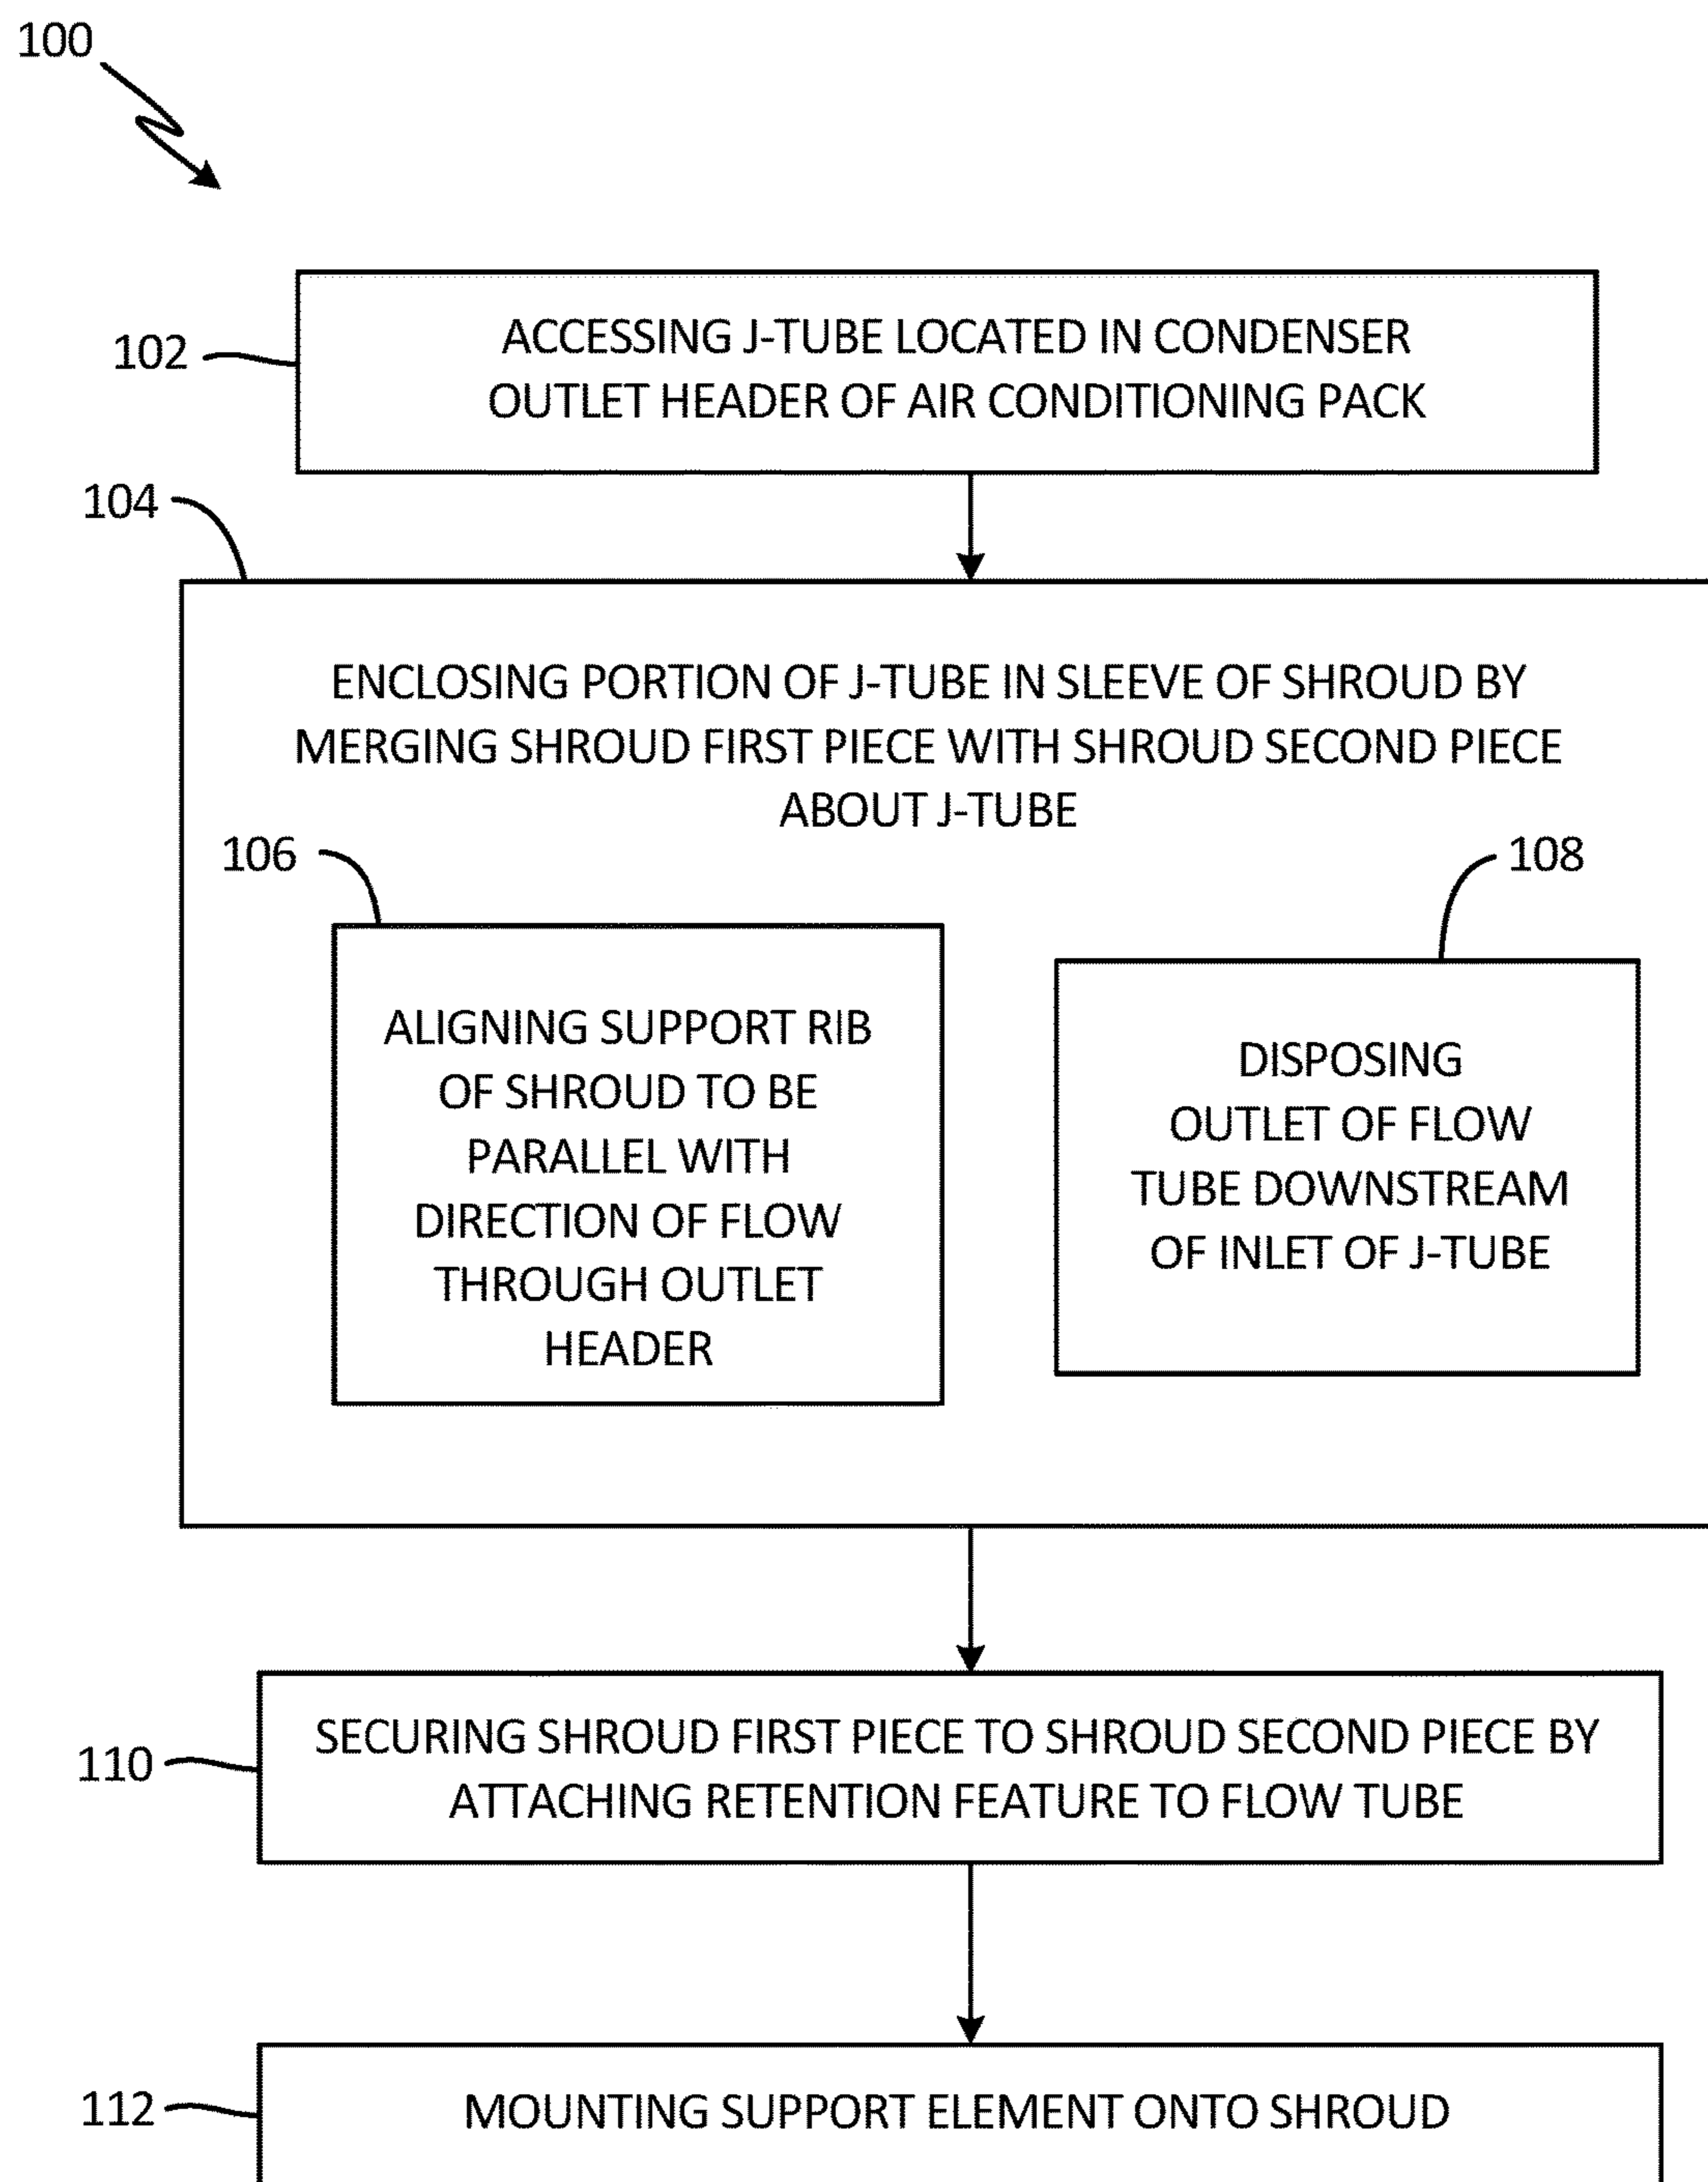 100
102
ACCESSING J-TUBE LOCATED IN CONDENSER
OUTLET HEADER OF AIR CONDITIONING PACK
104
ENCLOSING PORTION OF J-TUBE IN SLEEVE OF SHROUD BY
MERGING SHROUD FIRST PIECE WITH SHROUD SECOND PIECE
ABOUT J-TUBE
106
ALIGNING SUPPORT RIB
OF SHROUD TO BE
PARALLEL WITH
DIRECTION OF FLOW
THROUGH OUTLET
HEADER
108
DISPOSING
OUTLET OF FLOW
TUBE DOWNSTREAM
OF INLET OF J-TUBE
110
SECURING SHROUD FIRST PIECE TO SHROUD SECOND PIECE BY
ATTACHING RETENTION FEATURE TO FLOW TUBE
112
MOUNTING SUPPORT ELEMENT ONTO SHROUD